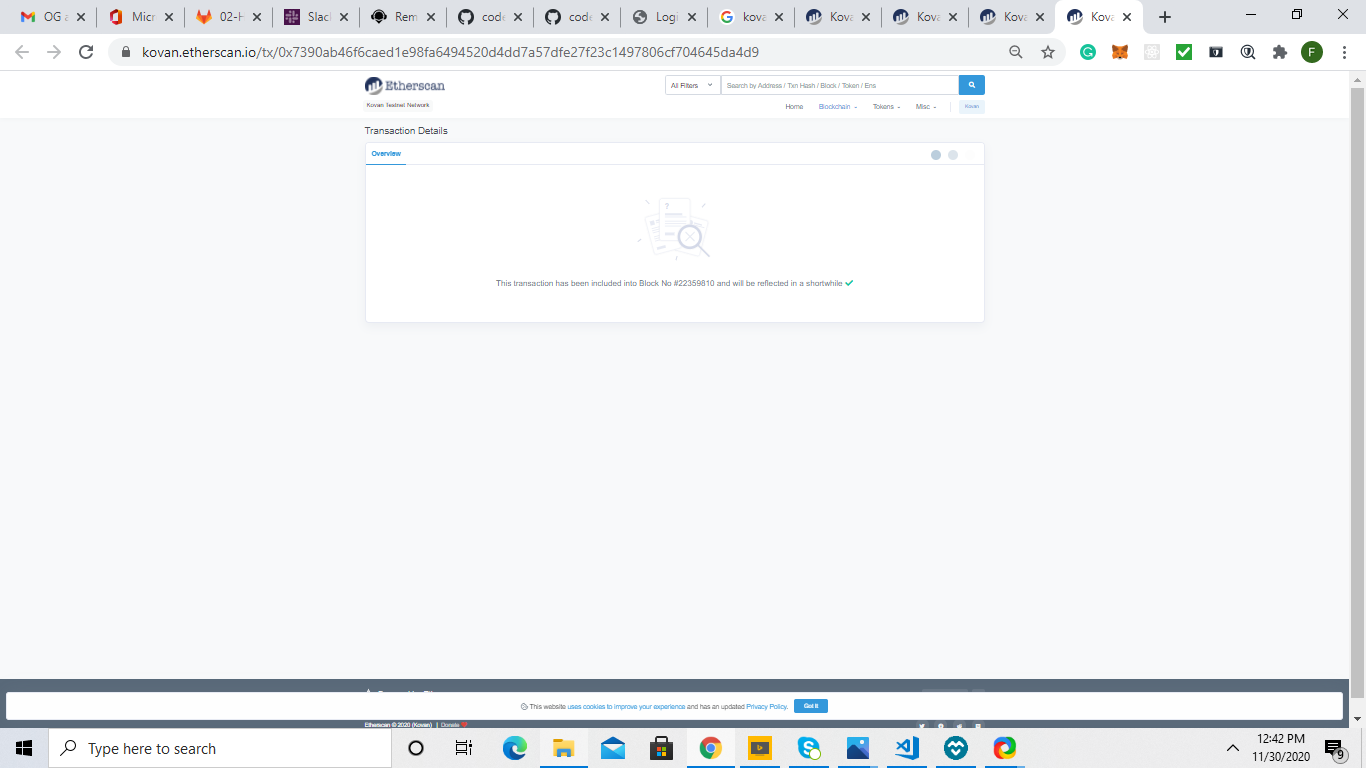 OG a
Micr
02-H
Slac
Rem
code
code
Logi
kova
Kova
Kova
Kova
Kova
kovan.etherscan.io/tx/0x7390ab46f6caed1e98fa6494520d4dd7a57dfe27f23c1497806cf704645da4d9
F
Etherscan
All Filters
Search by Address / Txn Hash / Block / Token / Ens
Kovan Testnet Network
Home Blockchain Tokens Misc Kovan
Transaction Details
Overview
?
This transaction has been included into Block No #22359810 and will be reflected in a shortwhile
This website uses cookies to improve your experience and has an updated Privacy Policy. Got It
Etherscan © 2020 (Kovan) | Donate
Type here to search
12:42 PM
11/30/2020
9